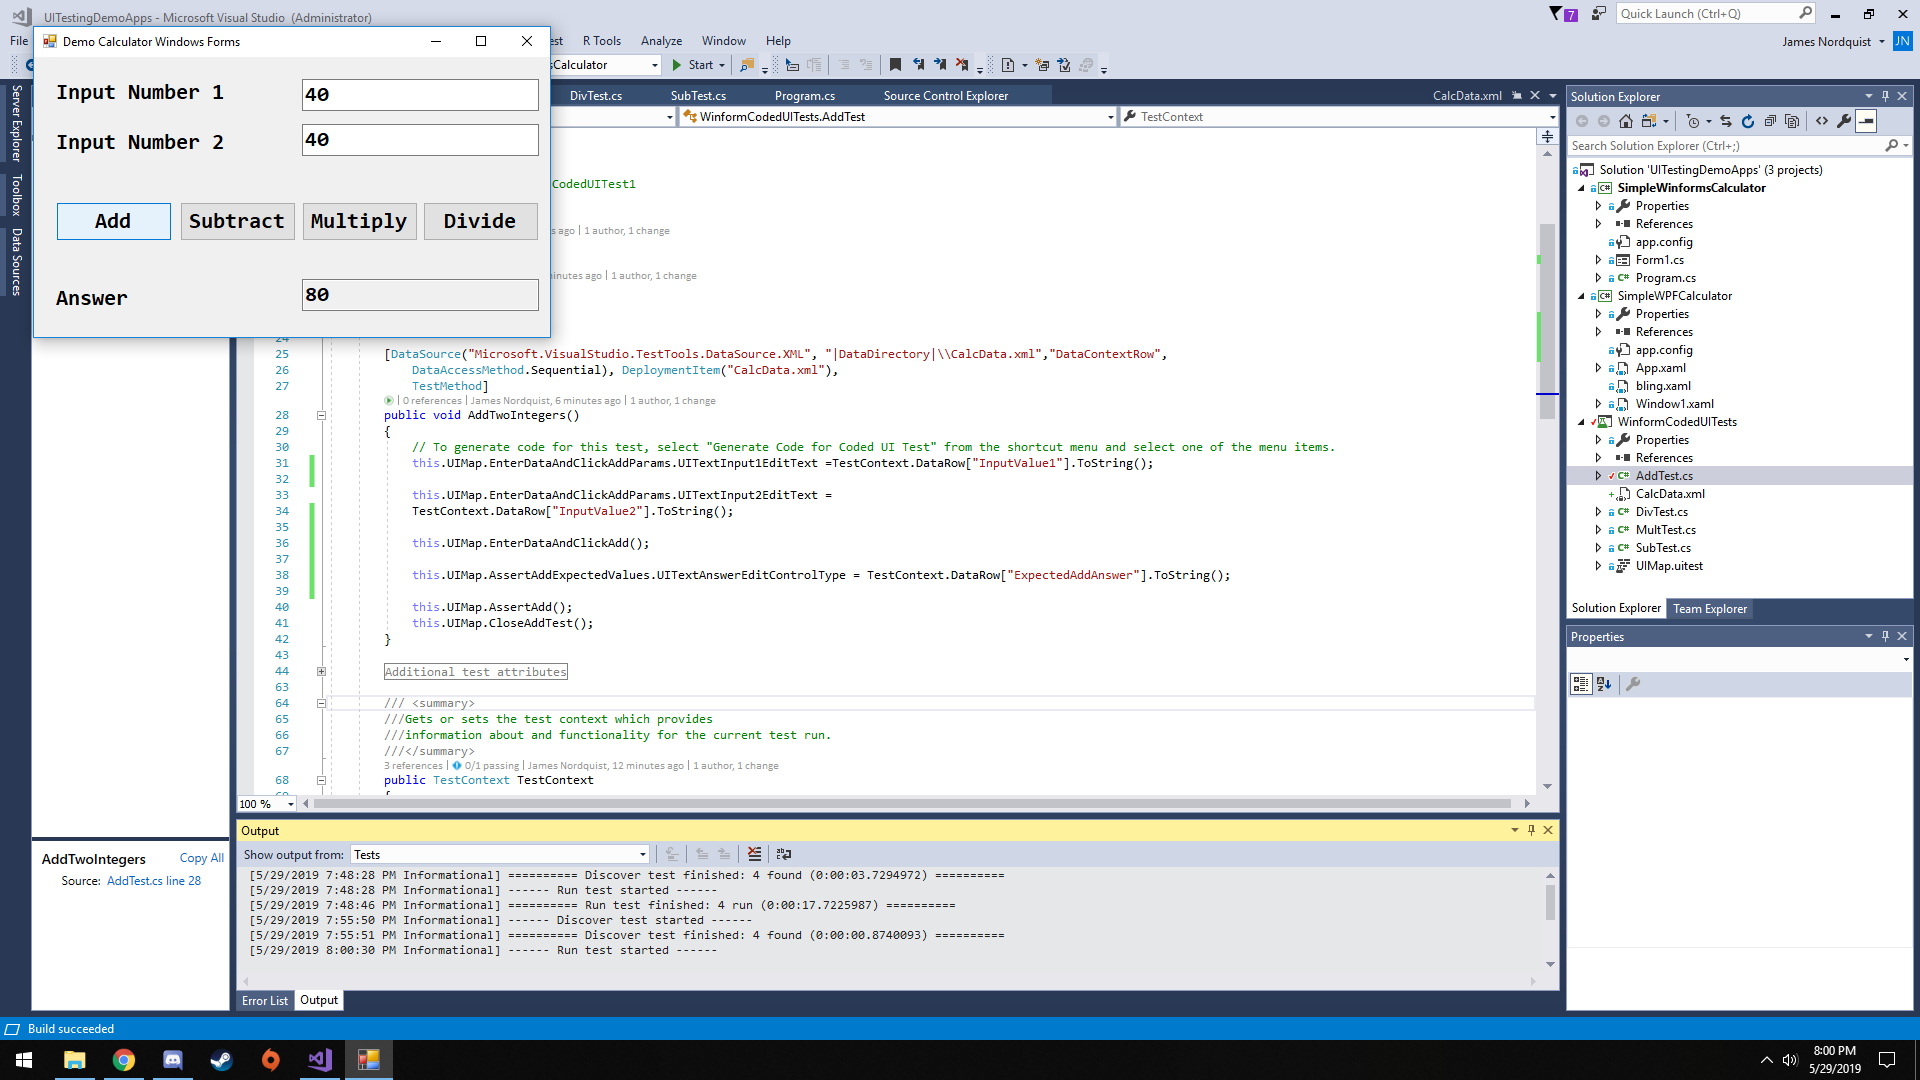 UITestingDemoApps - Microsoft Visual Studio (Administrator)
7
Quick Launch (Ctrl+Q)
File
R Tools
Analyze
Window
Help
James Nordquist
JN
Start
Demo Calculator Windows Forms
Input Number 1
40
Input Number 2
40
Add
Subtract
Multiply
Divide
Answer
80
Server Explorer
Toolbox
Data Sources
DivTest.cs
SubTest.cs
Program.cs
Source Control Explorer
CalcData.xml
WinformCodedUITests.AddTest
TestContext
CodedUITest1
ago | 1 author, 1 change
minutes ago | 1 author, 1 change
25 [DataSource("Microsoft.VisualStudio.TestTools.DataSource.XML", "|DataDirectory|\\CalcData.xml","DataContextRow",
26 DataAccessMethod.Sequential), DeploymentItem("CalcData.xml"),
27 TestMethod]
0 references | James Nordquist, 6 minutes ago | 1 author, 1 change
28 public void AddTwoIntegers()
29 {
30 // To generate code for this test, select "Generate Code for Coded UI Test" from the shortcut menu and select one of the menu items.
31 this.UIMap.EnterDataAndClickAddParams.UITextInput1EditText =TestContext.DataRow["InputValue1"].ToString();
32
33 this.UIMap.EnterDataAndClickAddParams.UITextInput2EditText =
34 TestContext.DataRow["InputValue2"].ToString();
35
36 this.UIMap.EnterDataAndClickAdd();
37
38 this.UIMap.AssertAddExpectedValues.UITextAnswerEditControlType = TestContext.DataRow["ExpectedAddAnswer"].ToString();
39
40 this.UIMap.AssertAdd();
41 this.UIMap.CloseAddTest();
42 }
43
44 Additional test attributes
63
64 /// <summary>
65 ///Gets or sets the test context which provides
66 ///information about and functionality for the current test run.
67 ///</summary>
3 references | 0/1 passing | James Nordquist, 12 minutes ago | 1 author, 1 change
68 public TestContext TestContext
100 %
Solution Explorer
Search Solution Explorer (Ctrl+;)
Solution 'UITestingDemoApps' (3 projects)
SimpleWinformsCalculator
Properties
References
app.config
Form1.cs
Program.cs
SimpleWPFCalculator
Properties
References
app.config
App.xaml
bling.xaml
Window1.xaml
WinformCodedUITests
Properties
References
AddTest.cs
CalcData.xml
DivTest.cs
MultTest.cs
SubTest.cs
UIMap.uitest
Solution Explorer
Team Explorer
Properties
AddTwoIntegers
Copy All
Source: AddTest.cs line 28
Output
Show output from: Tests
[5/29/2019 7:48:28 PM Informational] ========== Discover test finished: 4 found (0:00:03.7294972) ==========
[5/29/2019 7:48:28 PM Informational] ------ Run test started ------
[5/29/2019 7:48:46 PM Informational] ========== Run test finished: 4 run (0:00:17.7225987) ==========
[5/29/2019 7:55:50 PM Informational] ------ Discover test started ------
[5/29/2019 7:55:51 PM Informational] ========== Discover test finished: 4 found (0:00:00.8740093) ==========
[5/29/2019 8:00:30 PM Informational] ------ Run test started ------
Error List
Output
Build succeeded
8:00 PM
5/29/2019